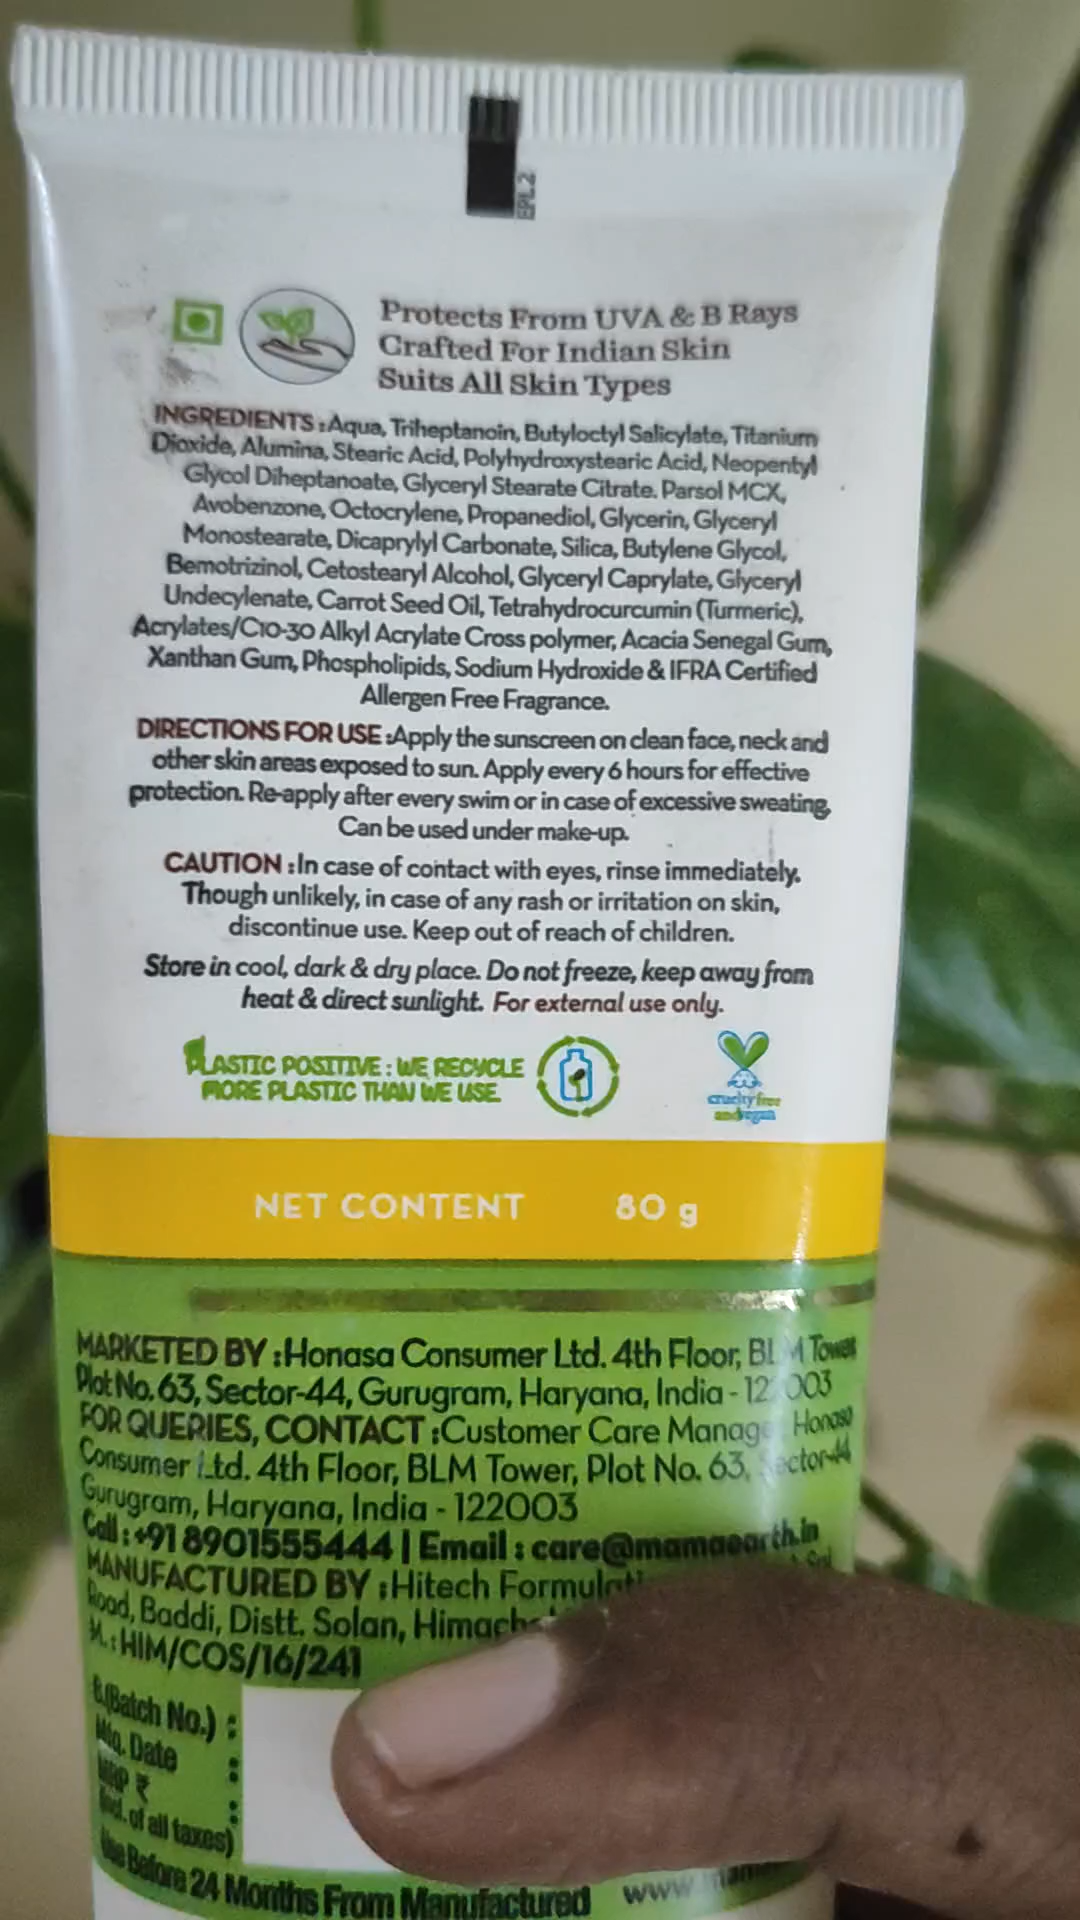 EPL2
Protects From UVA & B Rays
Crafted For Indian Skin
Suits All Skin Types
INGREDIENTS :Aqua, Triheptanoin, Butyloctyl Salicylate, Titanium
Dioxide, Alumina, Stearic Acid, Polyhydroxystearic Acid, Neopentyl
Glycol Diheptanoate, Glyceryl Stearate Citrate. Parsol MCX,
Avobenzone, Octocrylene, Propanediol, Glycerin, Glyceryl
Monostearate, Dicaprylyl Carbonate, Silica, Butylene Glycol,
Bemotrizinol, Cetostearyl Alcohol, Glyceryl Caprylate, Glyceryl
Undecylenate, Carrot Seed Oil, Tetrahydrocurcumin (Turmeric),
Acrylates/C10-30 Alkyl Acrylate Cross polymer, Acacia Senegal Gum,
Xanthan Gum, Phospholipids, Sodium Hydroxide & IFRA Certified
Allergen Free Fragrance.
DIRECTIONS FOR USE :Apply the sunscreen on clean face, neck and
other skin areas exposed to sun. Apply every 6 hours for effective
protection. Re-apply after every swim or in case of excessive sweating,
Can be used under make-up.
CAUTION :In case of contact with eyes, rinse immediately.
Though unlikely, in case of any rash or irritation on skin,
discontinue use. Keep out of reach of children.
Store in cool, dark & dry place. Do not freeze, keep away from
heat & direct sunlight. For external use only.
PLASTIC POSITIVE : WE RECYCLE
MORE PLASTIC THAN WE USE
cruelty free
and vegan
NET CONTENT 80 g
MARKETED BY :Honasa Consumer Ltd. 4th Floor, BLM Tower
Plot No. 63, Sector-44, Gurugram, Haryana, India - 122003
FOR QUERIES, CONTACT :Customer Care Manager Honasa
Consumer Ltd. 4th Floor, BLM Tower, Plot No. 63, Sector-44
Gurugram, Haryana, India - 122003
Call : +91 8901555444 | Email : care@mamaearth.in
MANUFACTURED BY :Hitech
Road, Baddi, Distt. Solan,
M.: HIM/COS/16/241
(Batch No.) :
Mfg. Date :
MRP ₹ :
(Incl. of all taxes)
Use Before 24 Months From Manufactured
www